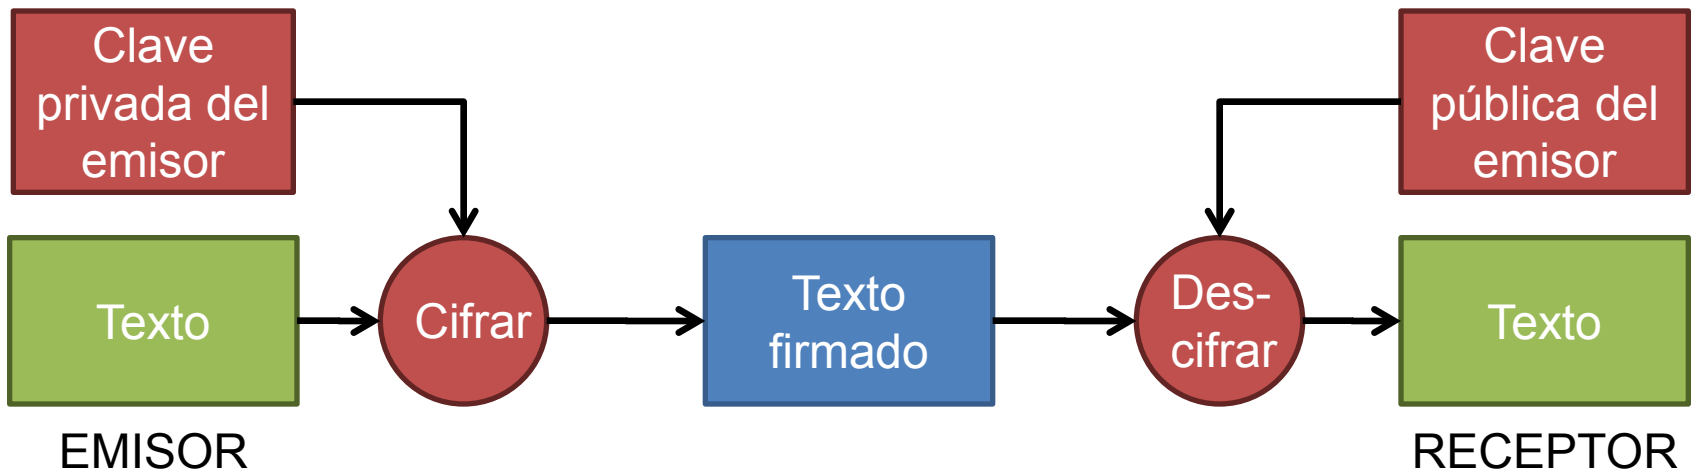 Clave
privada del
emisor
Clave
pública del
emisor
Texto
Cifrar
Texto
firmado
Des-
cifrar
Texto
EMISOR
RECEPTOR